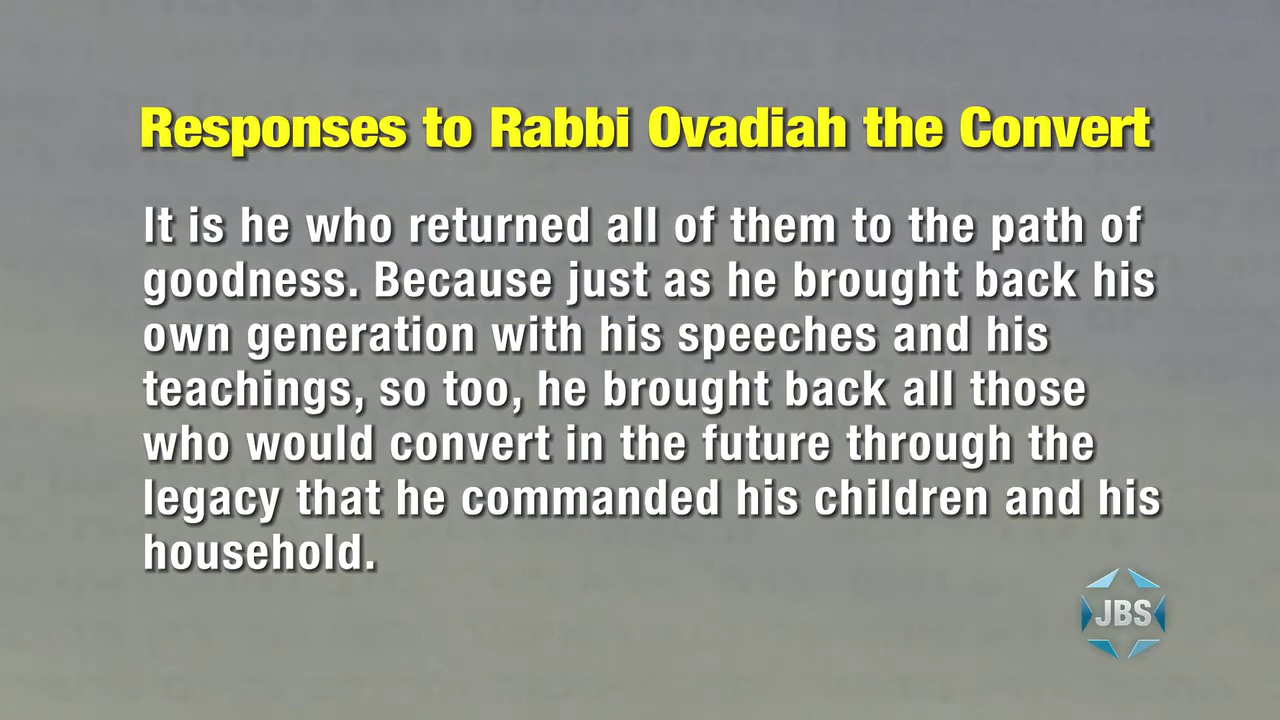 Responses to Rabbi Ovadiah the Convert
It is he who returned all of them to the path of
goodness. Because just as he brought back his
own generation with his speeches and his
teachings, so too, he brought back all those
who would convert in the future through the
legacy that he commanded his children and his
household.
JBS